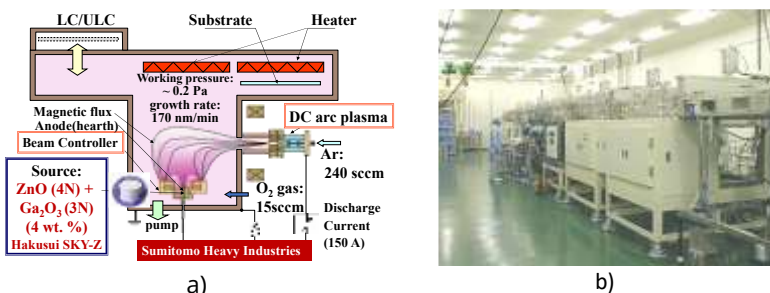 LC/ULC
Substrate
Heater
Working pressure:
~ 0.2 Pa
growth rate:
170 nm/min
Magnetic flux
Anode(hearth)
Beam Controller
DC arc plasma
Ar:
240 sccm
Source:
ZnO (4N) +
Ga₂O₃ (3N)
(4 wt. %)
Hakusui SKY-Z
O₂ gas:
15sccm
pump
Discharge
Current
(150 A)
Sumitomo Heavy Industries
a)
b)